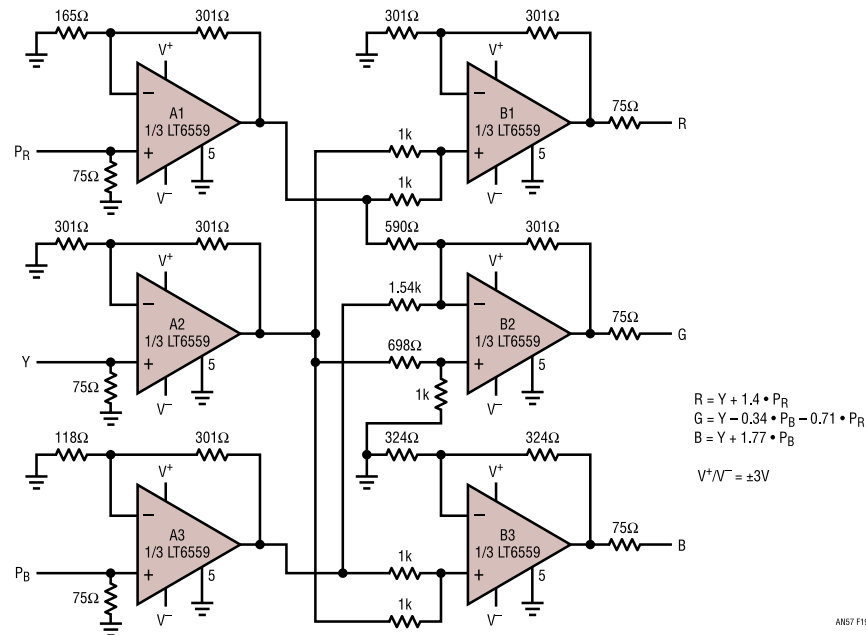 165Ω
301Ω
301Ω
301Ω
V+
V+
A1
1/3 LT6559
B1
1/3 LT6559
75Ω
R
1k
PR
5
5
75Ω
V−
1k
V−
301Ω
301Ω
590Ω
301Ω
V+
V+
1.54k
A2
1/3 LT6559
B2
1/3 LT6559
75Ω
G
698Ω
Y
5
5
75Ω
V−
1k
V−
R = Y + 1.4 • PR
G = Y – 0.34 • PB – 0.71 • PR
B = Y + 1.77 • PB
V+/V− = ±3V
118Ω
301Ω
324Ω
324Ω
V+
V+
A3
1/3 LT6559
B3
1/3 LT6559
75Ω
B
1k
PB
5
5
75Ω
V−
1k
V−